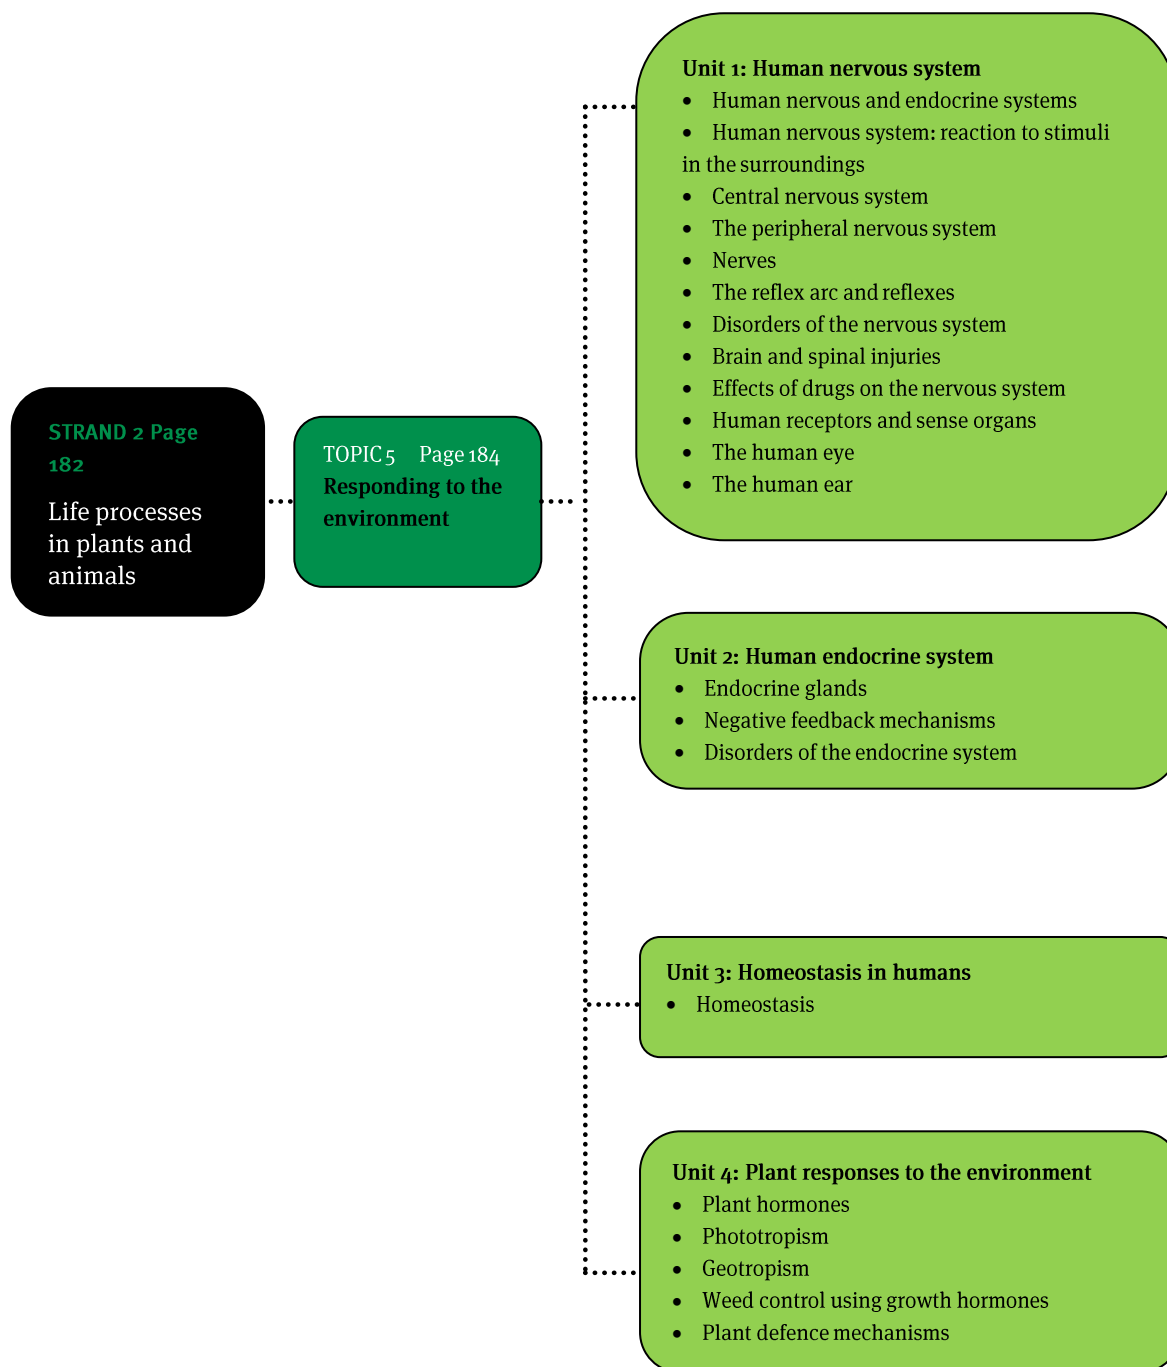 STRAND 2 Page
182
Life processes
in plants and
animals
TOPIC 5 Page 184
Responding to the
environment
Unit 1: Human nervous system
• Human nervous and endocrine systems
• Human nervous system: reaction to stimuli
in the surroundings
• Central nervous system
• The peripheral nervous system
• Nerves
• The reflex arc and reflexes
• Disorders of the nervous system
• Brain and spinal injuries
• Effects of drugs on the nervous system
• Human receptors and sense organs
• The human eye
• The human ear
Unit 2: Human endocrine system
• Endocrine glands
• Negative feedback mechanisms
• Disorders of the endocrine system
Unit 3: Homeostasis in humans
• Homeostasis
Unit 4: Plant responses to the environment
• Plant hormones
• Phototropism
• Geotropism
• Weed control using growth hormones
• Plant defence mechanisms